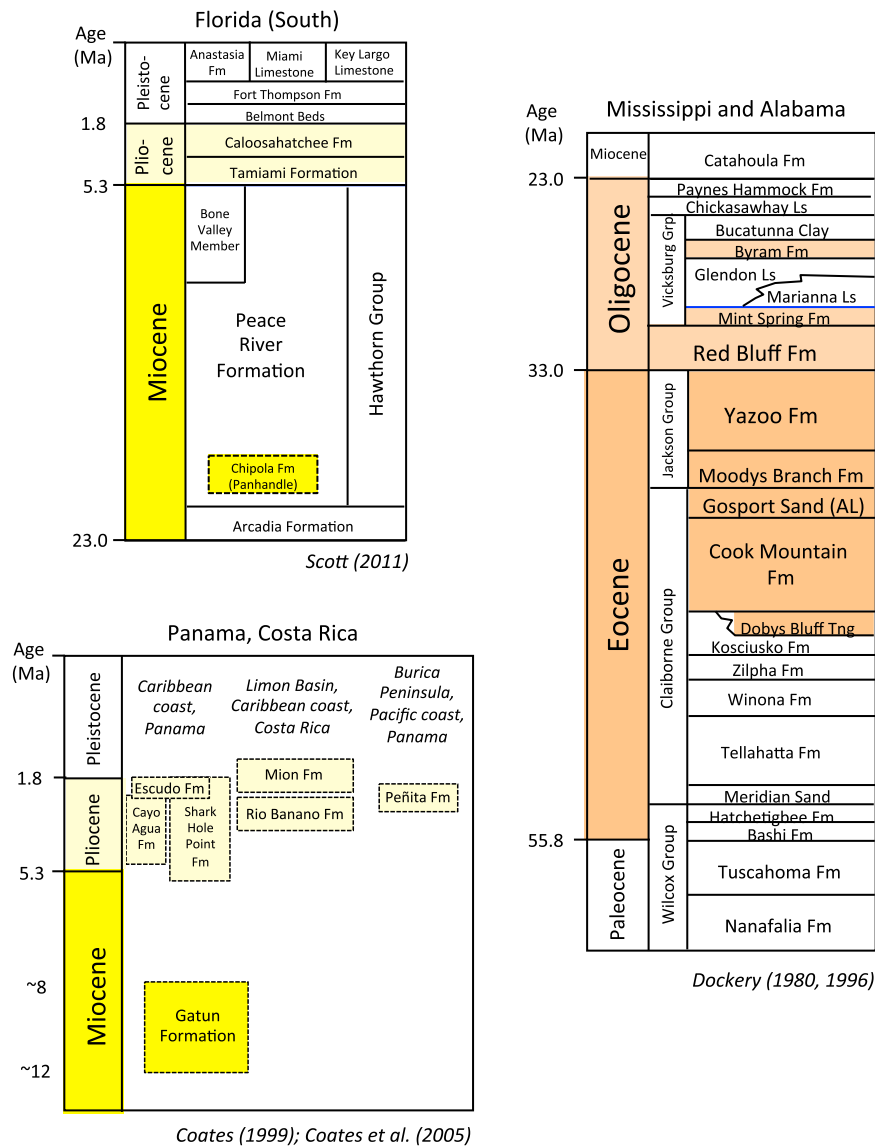 Florida (South)
Age
(Ma)
Pleisto-
cene
Anastasia
Fm
Miami
Limestone
Key Largo
Limestone
Fort Thompson Fm
Belmont Beds
1.8
Plio-
cene
Caloosahatchee Fm
Tamiami Formation
5.3
Miocene
Bone
Valley
Member
Peace
River
Formation
Hawthorn Group
Chipola Fm
(Panhandle)
Arcadia Formation
23.0
Scott (2011)
Panama, Costa Rica
Age
(Ma)
Pleistocene
Caribbean
coast,
Panama
Limon Basin,
Caribbean coast,
Costa Rica
Burica
Peninsula,
Pacific coast,
Panama
1.8
Pliocene
Mion Fm
Escudo Fm
Cayo
Agua
Fm
Shark
Hole
Point
Fm
Rio Banano Fm
Peñita Fm
5.3
Miocene
~8
Gatun
Formation
~12
Coates (1999); Coates et al. (2005)
Mississippi and Alabama
Age
(Ma)
Miocene
Catahoula Fm
23.0
Oligocene
Paynes Hammock Fm
Chickasawhay Ls
Vicksburg Grp.
Bucatunna Clay
Byram Fm
Glendon Ls
Marianna Ls
Mint Spring Fm
Red Bluff Fm
33.0
Eocene
Jackson Group
Yazoo Fm
Moodys Branch Fm
Claiborne Group
Gosport Sand (AL)
Cook Mountain
Fm
Dobys Bluff Tng
Kosciusko Fm
Zilpha Fm
Winona Fm
Tellahatta Fm
Meridian Sand
Wilcox Group
Hatchetigbee Fm
Bashi Fm
55.8
Paleocene
Tuscahoma Fm
Nanafalia Fm
Dockery (1980, 1996)